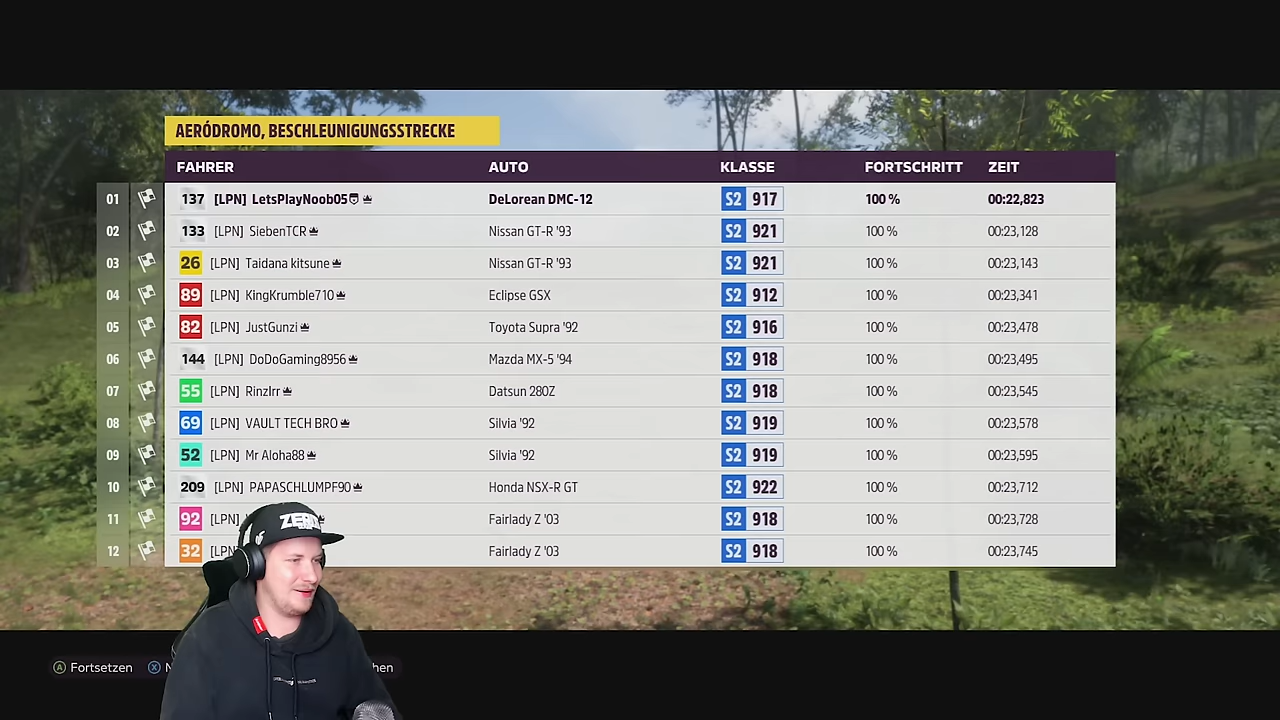 AERÓDROMO, BESCHLEUNIGUNGSSTRECKE
FAHRER AUTO KLASSE FORTSCHRITT ZEIT
01 137 [LPN] LetsPlayNoob05 DeLorean DMC-12 S2 917 100 % 00:22,823
02 133 [LPN] SiebenTCR Nissan GT-R '93 S2 921 100 % 00:23,128
03 26 [LPN] Taidana kitsune Nissan GT-R '93 S2 921 100 % 00:23,143
04 89 [LPN] KingKrumble710 Eclipse GSX S2 912 100 % 00:23,341
05 82 [LPN] JustGunzi Toyota Supra '92 S2 916 100 % 00:23,478
06 144 [LPN] DoDoGaming8956 Mazda MX-5 '94 S2 918 100 % 00:23,495
07 55 [LPN] RinzIrr Datsun 280Z S2 918 100 % 00:23,545
08 69 [LPN] VAULT TECH BRO Silvia '92 S2 919 100 % 00:23,578
09 52 [LPN] Mr Aloha88 Silvia '92 S2 919 100 % 00:23,595
10 209 [LPN] PAPASCHLUMPF90 Honda NSX-R GT S2 922 100 % 00:23,712
11 92 Fairlady Z '03 S2 918 100 % 00:23,728
12 32 Fairlady Z '03 S2 918 100 % 00:23,745
A Fortsetzen X